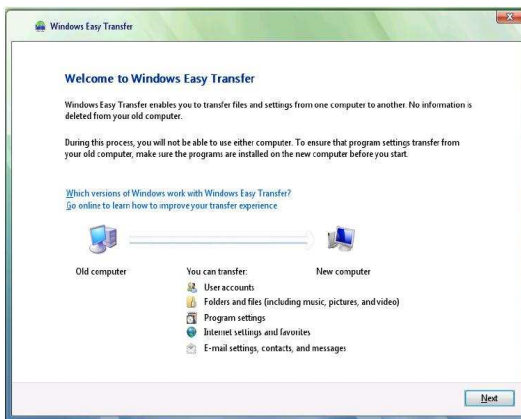 Windows Easy Transfer
Welcome to Windows Easy Transfer
Windows Easy Transfer enables you to transfer files and settings from one computer to another. No information is
deleted from your old computer.
During this process, you will not be able to use either computer. To ensure that program settings transfer from
your old computer, make sure the programs are installed on the new computer before you start.
Which versions of Windows work with Windows Easy Transfer?
Go online to learn how to improve your transfer experience
Old computer
You can transfer:
New computer
User accounts
Folders and files (including music, pictures, and video)
Program settings
Internet settings and favorites
E-mail settings, contacts, and messages
Next